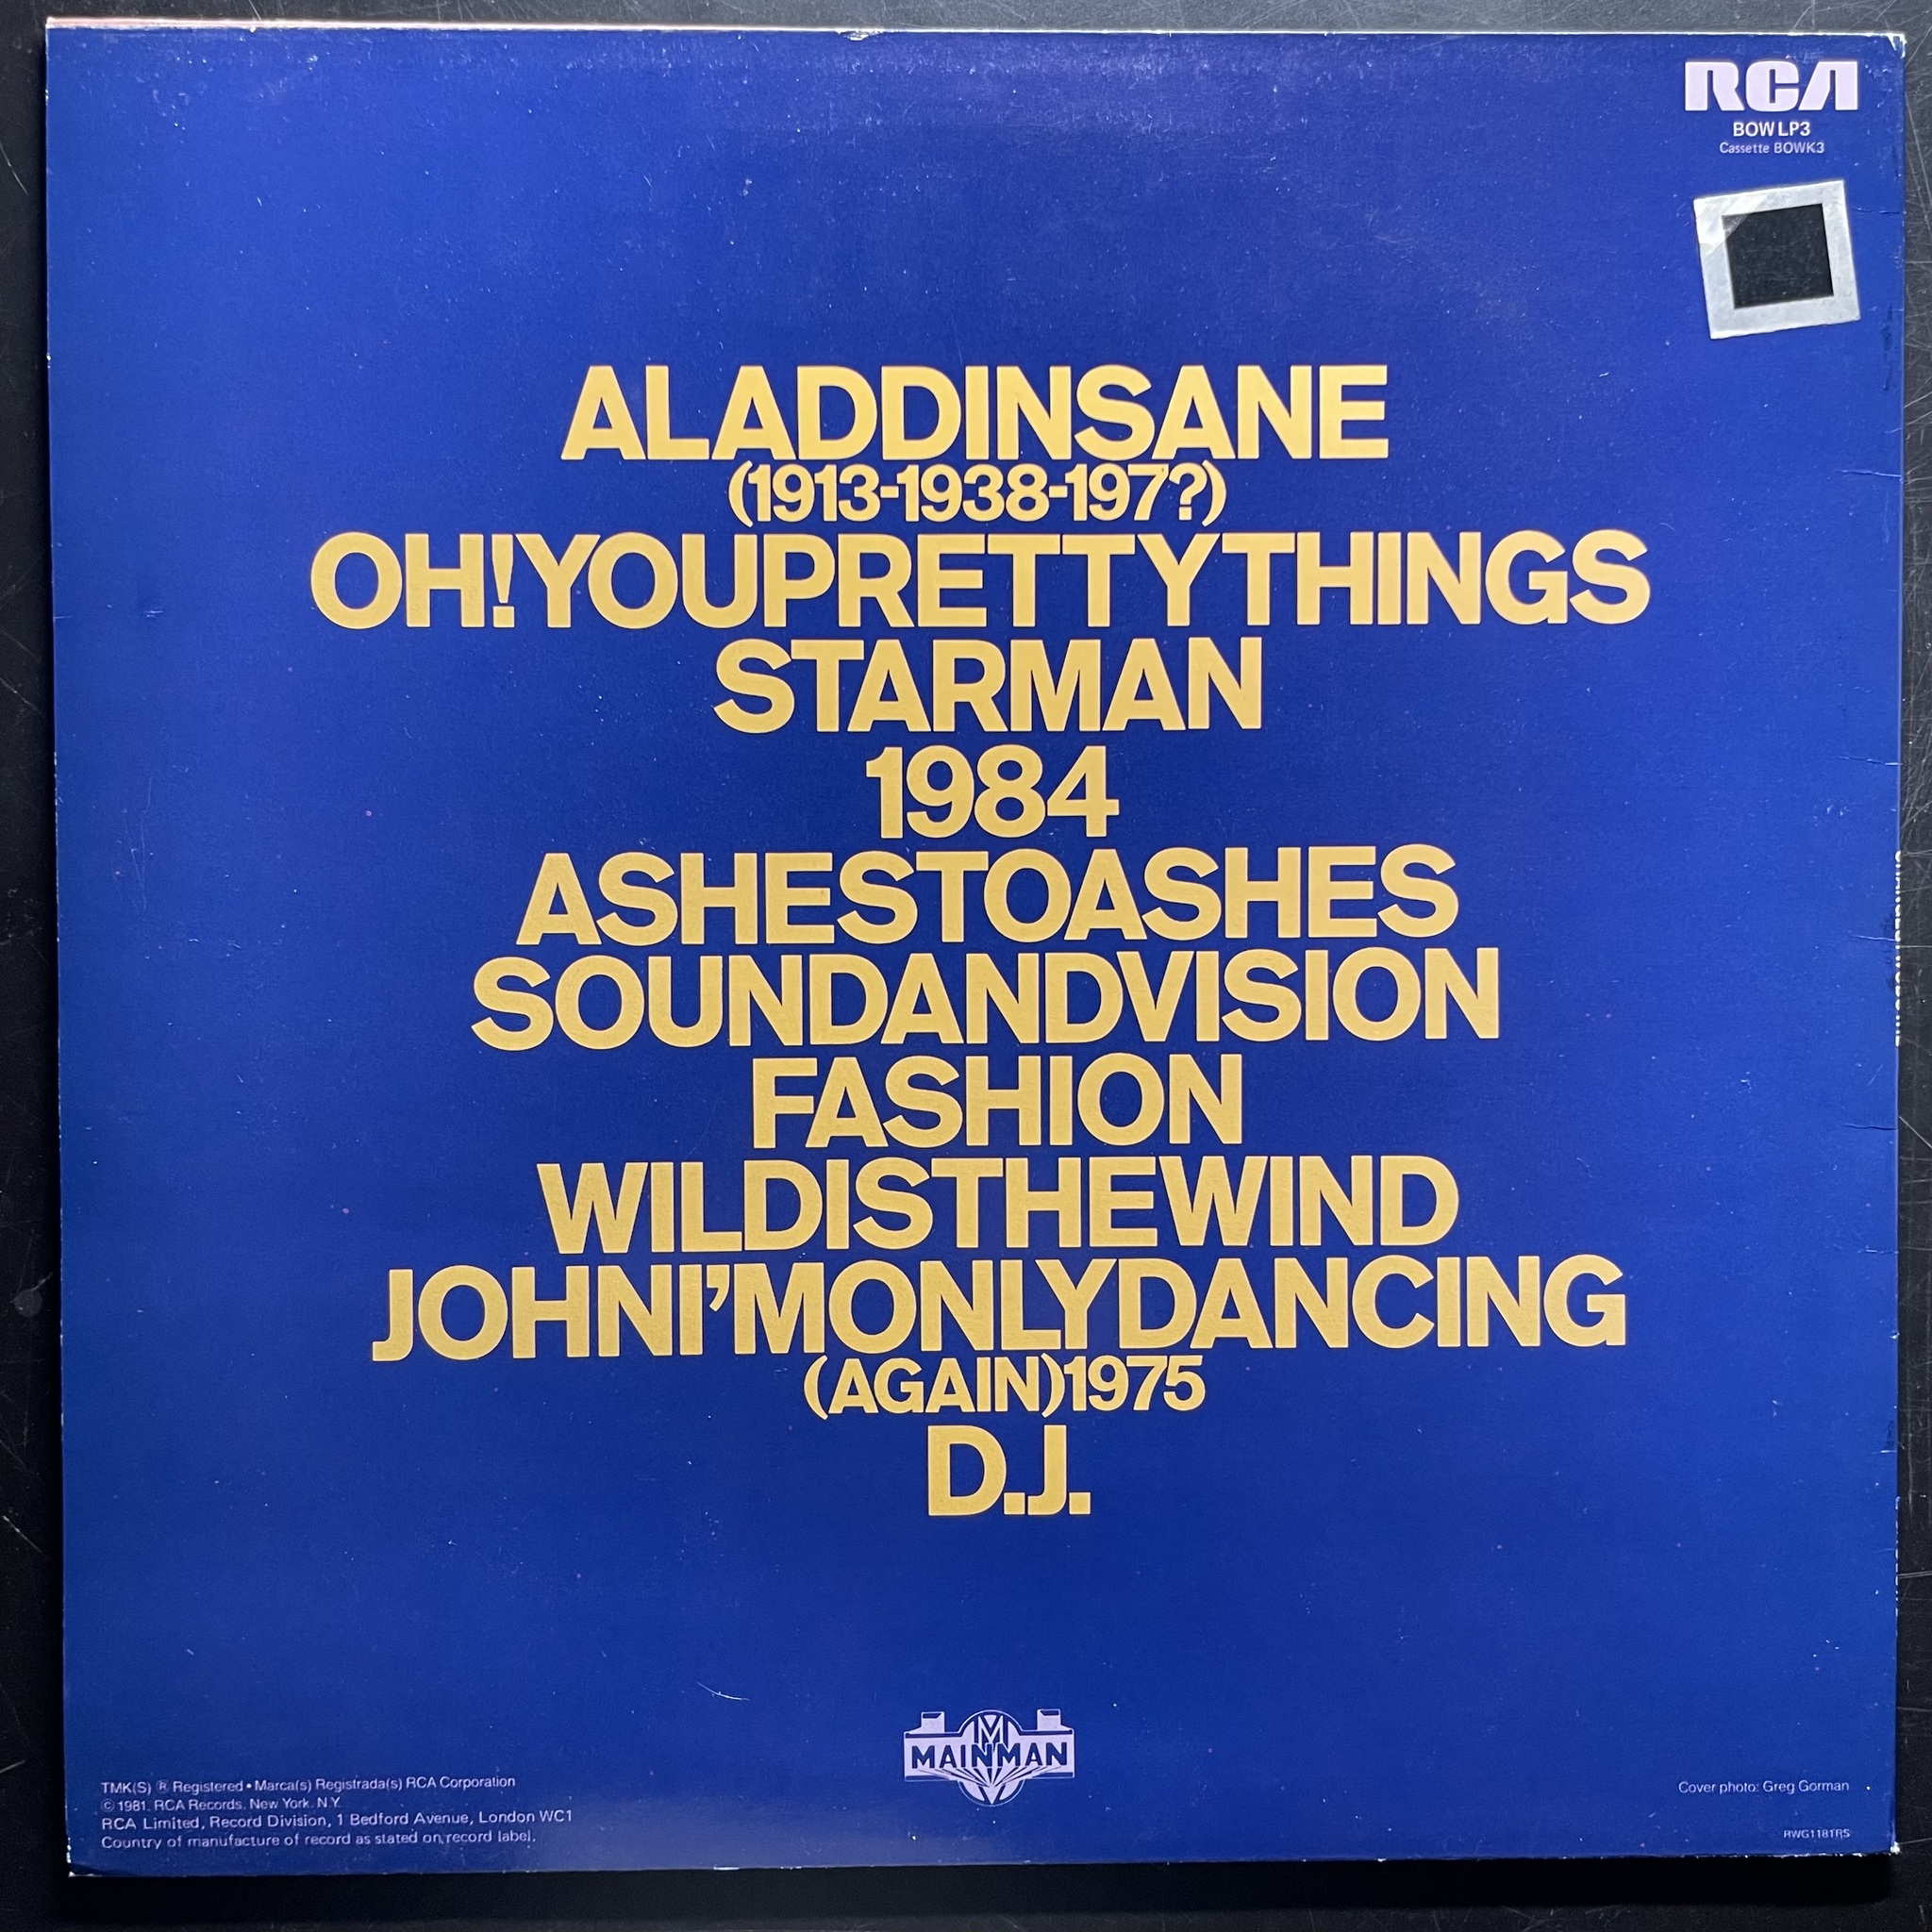 RCA
BOW LP3
Cassette BOWK3
ALADDINSANE
(1913-1938-197?)
OH!YOUPRETTYTHINGS
STARMAN
1984
ASHESTOASHES
SOUNDANDVISION
FASHION
WILDISTHEWIND
JOHNI’MONLYDANCING
(AGAIN)1975
D.J.
M
MAINMAN
TMK(S) ® Registered • Marca(s) Registrada(s) RCA Corporation
© 1981. RCA Records. New York. N.Y.
RCA Limited, Record Division, 1 Bedford Avenue, London WC1
Country of manufacture of record as stated on record label.
Cover photo: Greg Gorman